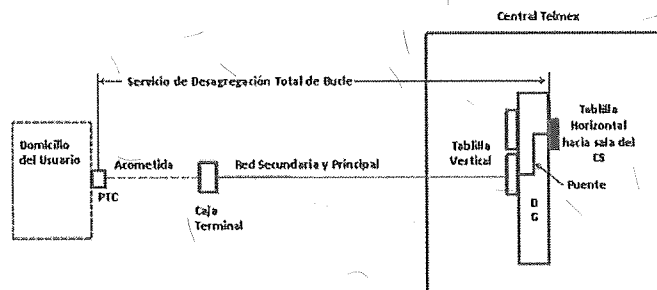 Central Telmex
Servicio de Desagregación Total de Bucle
Domicilio
del Usuario
Acometida
PTC
Caja
Terminal
Red Secundaria y Principal
Tablilla
Vertical
Tablilla
Horizontal
hacia sala del
CS
Puente
D
G